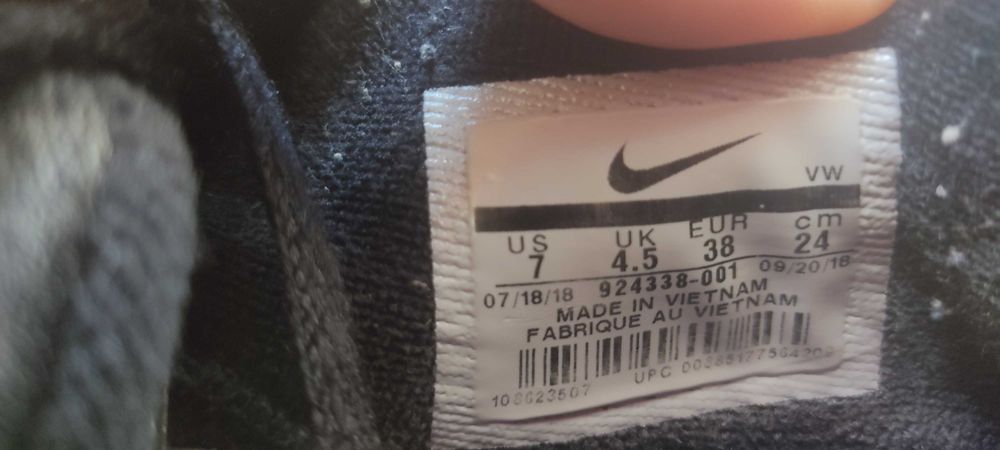 VW
US UK EUR cm
7 4.5 38 24
07/18/18 924338-001 09/20/18
MADE IN VIETNAM
FABRIQUE AU VIETNAM
108623507 UPC